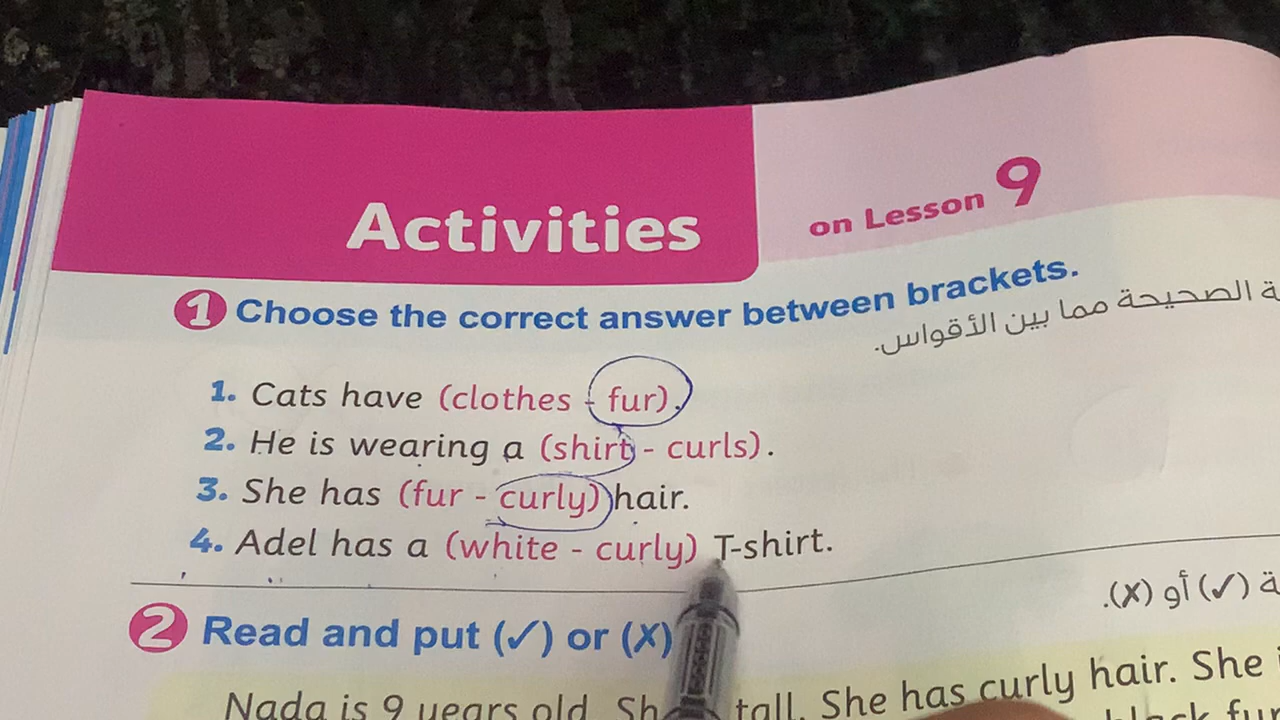 Activities on Lesson 9
1 Choose the correct answer between brackets.
الصحيحة مما بين الأقواس.
1. Cats have (clothes - fur).
2. He is wearing a (shirt - curls).
3. She has (fur - curly) hair.
4. Adel has a (white - curly) T-shirt.
2 Read and put (✓) or (X)
(✓) أو (X).
Nada is 9 years old. tall. She has curly hair. She
black fur